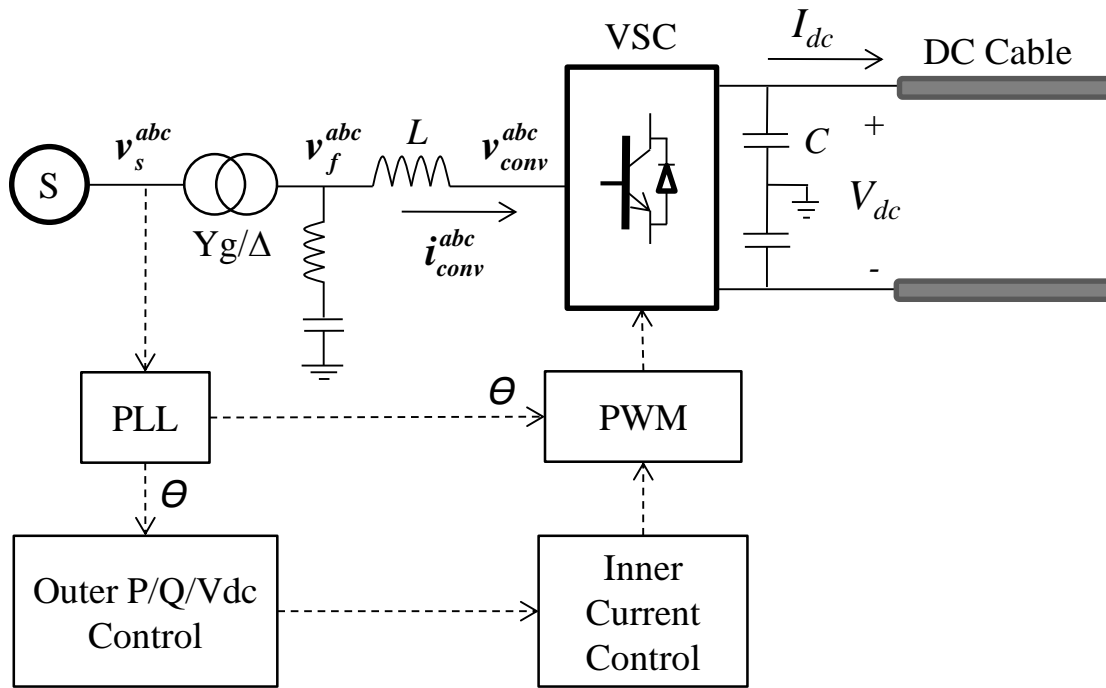 VSC
I_dc
DC Cable
v_s^abc
v_f^abc
L
v_conv^abc
S
+
C
V_dc
Yg/Δ
i_conv^abc
-
PLL
Θ
PWM
Θ
Outer P/Q/Vdc
Control
Inner
Current
Control